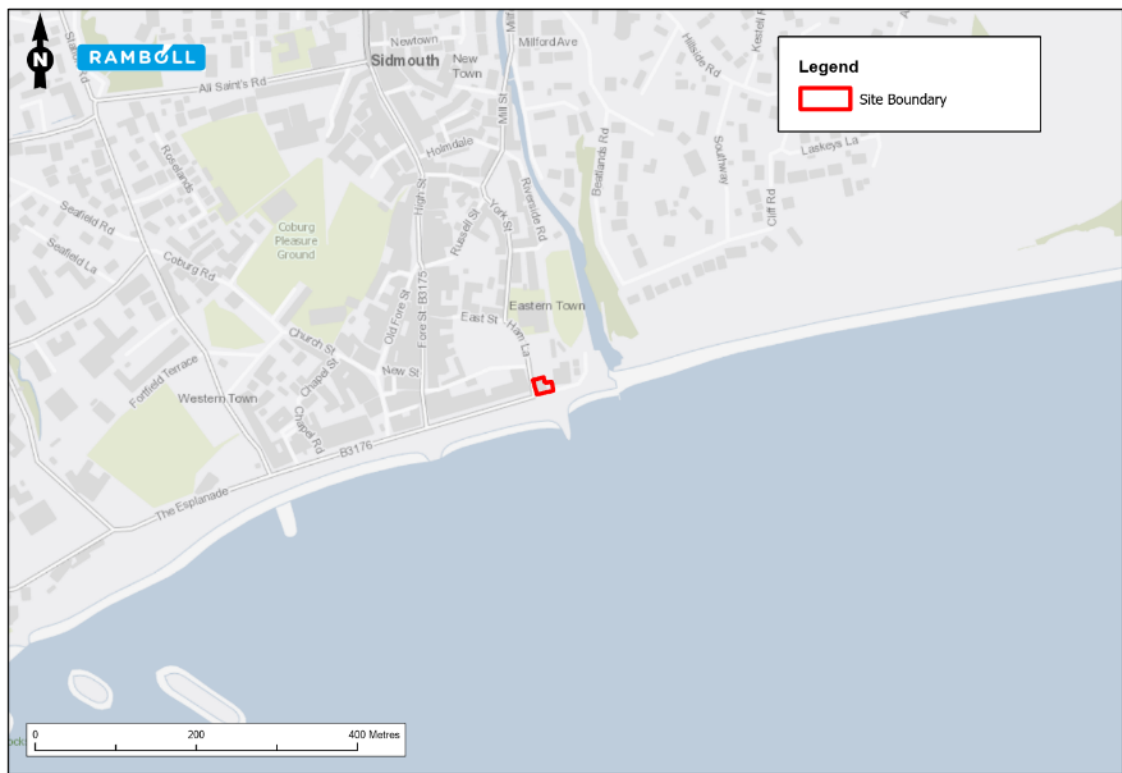 N
RAMBOLL
Legend
Site Boundary
Newtown
Sidmouth
New
Town
Millford Ave
Hillside Rd
All Saint's Rd
Mill St
Holmdale
Roselands
Beatlands Rd
Southway
Laskeys La
Cliff Rd
Seafield Rd
Seafield La
Coburg
Pleasure
Ground
Coburg Rd
High St
Russell St
York St
Riverside Rd
Eastern Town
East St
Ham La
Old Fore St
Fore St B3175
Church St
Chapel St
New St
Fortfield Terrace
Western Town
Chapel Rd
B3176
The Esplanade
0
200
400 Metres